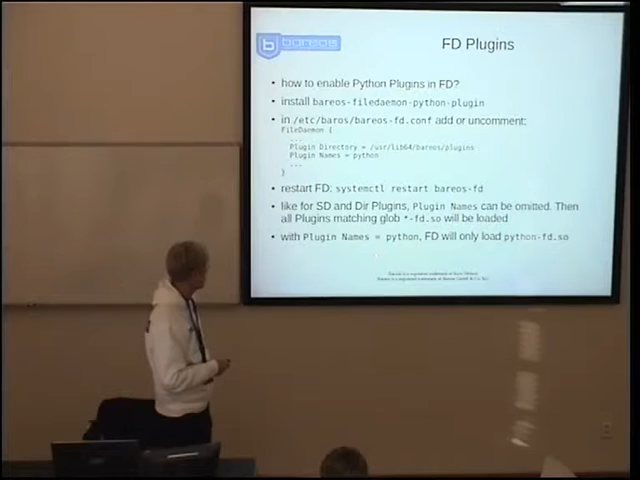 bareos
FD Plugins
• how to enable Python Plugins in FD?
• install bareos-filedaemon-python-plugin
• in /etc/baros/bareos-fd.conf add or uncomment:
FileDaemon {
...
Plugin Directory = /usr/lib64/bareos/plugins
Plugin Names = python
...
}
• restart FD: systemctl restart bareos-fd
• like for SD and Dir Plugins, Plugin Names can be omitted. Then
all Plugins matching glob *-fd.so will be loaded
• with Plugin Names = python, FD will only load python-fd.so